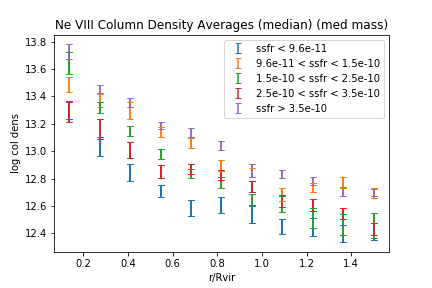 Ne VIII Column Density Averages (median) (med mass)
13.8
13.6
13.4
13.2
13.0
12.8
12.6
12.4
log col dens
ssfr < 9.6e-11
9.6e-11 < ssfr < 1.5e-10
1.5e-10 < ssfr < 2.5e-10
2.5e-10 < ssfr < 3.5e-10
ssfr > 3.5e-10
0.2 0.4 0.6 0.8 1.0 1.2 1.4
r/Rvir